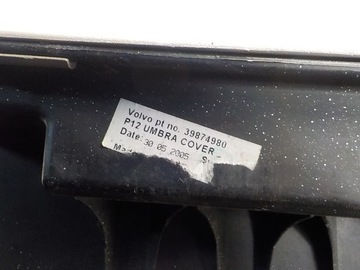 Volvo pt no. 39874980
P12 UMBRA COVER -
Date: 30.05.2005